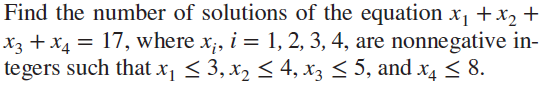 Find the number of solutions of the equation x₁ + x₂ +
x₃ + x₄ = 17, where xᵢ, i = 1, 2, 3, 4, are nonnegative in-
tegers such that x₁ ≤ 3, x₂ ≤ 4, x₃ ≤ 5, and x₄ ≤ 8.